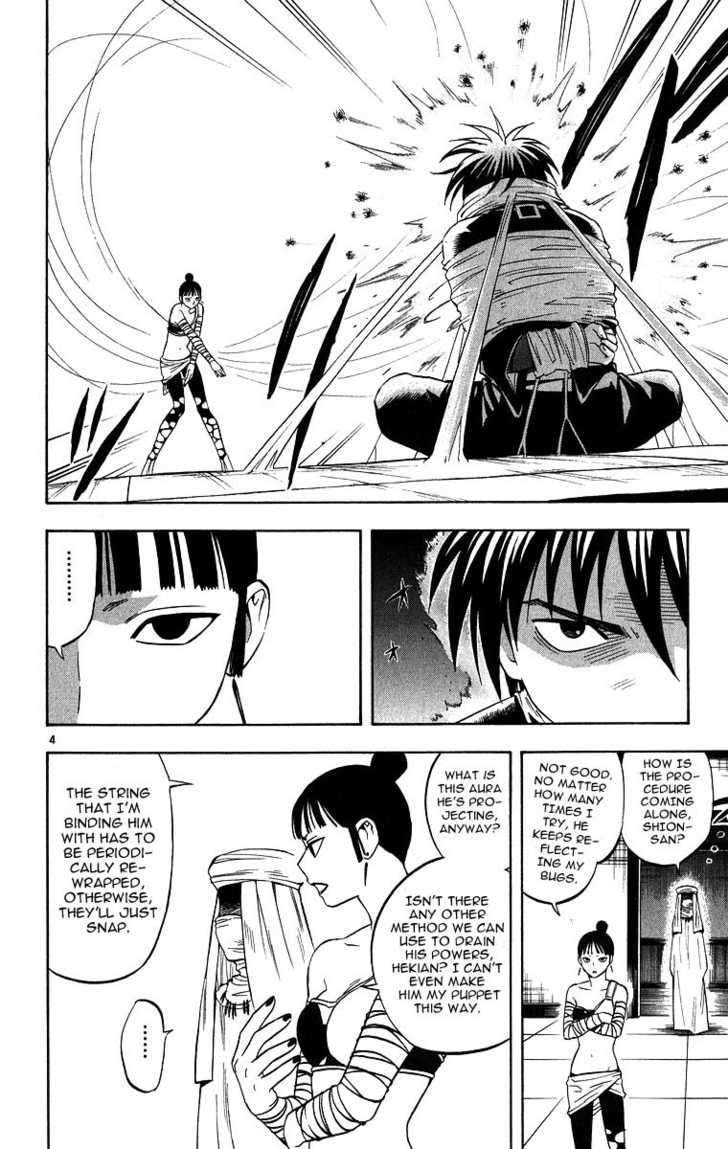 ........
4
HOW IS
THE PRO-
CEDURE
COMING
ALONG,
SHION-
SAN?
NOT GOOD.
NO MATTER
HOW MANY
TIMES I
TRY, HE
KEEPS RE-
FLECT-
ING MY
BUGS.
WHAT IS
THIS AURA
HE'S PRO-
JECTING,
ANYWAY?
ISN'T THERE
ANY OTHER
METHOD WE CAN
USE TO DRAIN
HIS POWERS,
HEKIAN? I CAN'T
EVEN MAKE
HIM MY PUPPET
THIS WAY.
THE STRING
THAT I'M
BINDING HIM
WITH HAS TO
BE PERIODI-
CALLY RE-
WRAPPED,
OTHERWISE,
THEY'LL JUST
SNAP.
.....